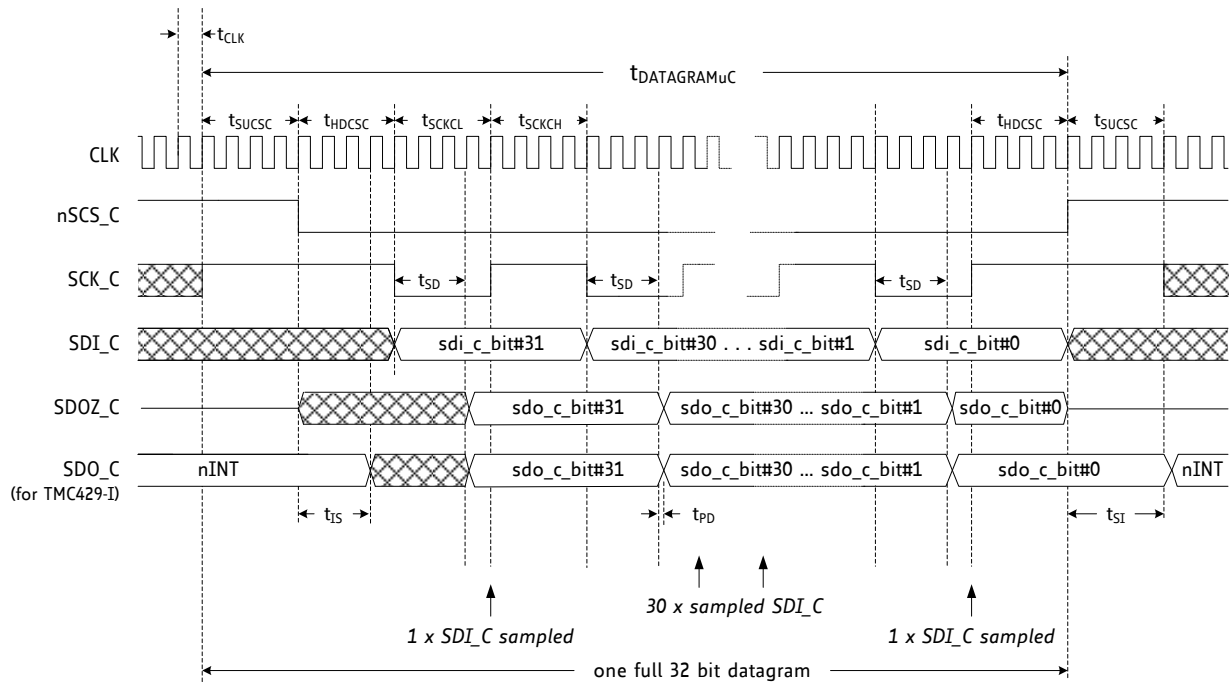 tCLK
tDATAGRAMuC
tSUCSC tHDCSC tSCKCL tSCKCH tHDCSC tSUCSC
CLK
nSCS_C
SCK_C tSD tSD tSD
SDI_C sdi_c_bit#31 sdi_c_bit#30 . . . sdi_c_bit#1 sdi_c_bit#0
SDOZ_C sdo_c_bit#31 sdo_c_bit#30 ... sdo_c_bit#1 sdo_c_bit#0
SDO_C nINT sdo_c_bit#31 sdo_c_bit#30 ... sdo_c_bit#1 sdo_c_bit#0 nINT
(for TMC429-I)
tIS tPD tSI
30 x sampled SDI_C
1 x SDI_C sampled 1 x SDI_C sampled
one full 32 bit datagram